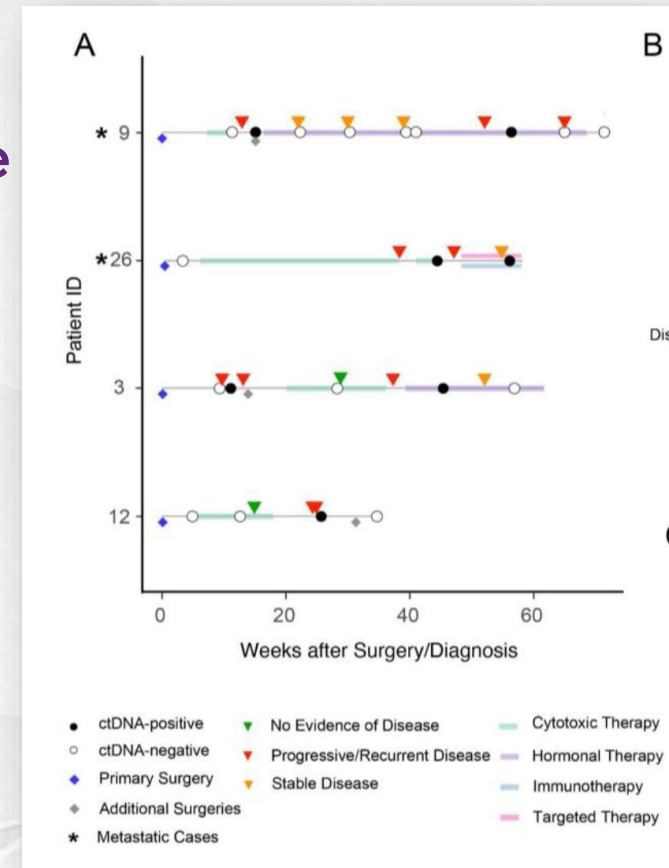 A
B
e
* 9
* 26
3
12
Patient ID
0 20 40 60
Weeks after Surgery/Diagnosis
Dis
ctDNA-positive
ctDNA-negative
Primary Surgery
Additional Surgeries
* Metastatic Cases
No Evidence of Disease
Progressive/Recurrent Disease
Stable Disease
Cytotoxic Therapy
Hormonal Therapy
Immunotherapy
Targeted Therapy